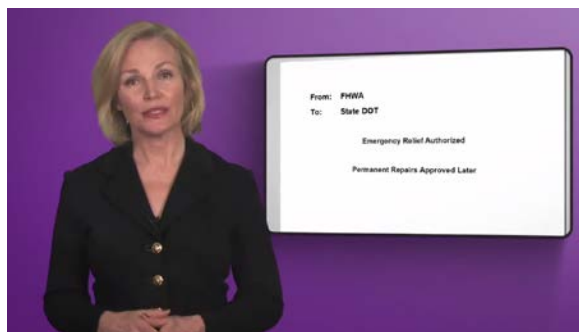 From: FHWA
To: State DOT
Emergency Relief Authorized
Permanent Repairs Approved Later